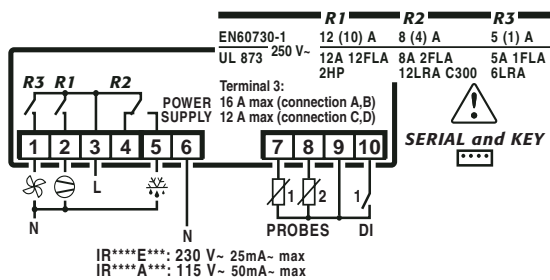 R1 R2 R3
EN60730-1 250 V~ 12 (10) A 8 (4) A 5 (1) A
UL 873 12A 12FLA 8A 2FLA 5A 1FLA
2HP 12LRA C300 6LRA
Terminal 3:
16 A max (connection A,B)
12 A max (connection C,D)
R3 R1 R2
POWER
SUPPLY
SERIAL and KEY
1 2 3 4 5 6 7 8 9 10
L
1 2 1
N
N
PROBES DI
IR****E***: 230 V~ 25mA~ max
IR****A***: 115 V~ 50mA~ max